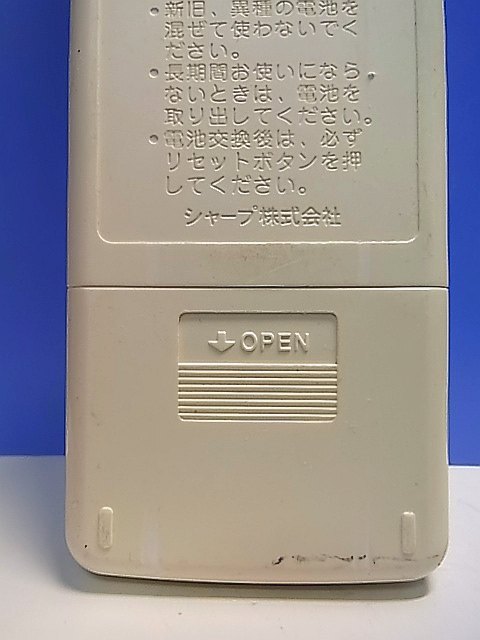 • 新旧、異種の電池を
混ぜて使わないでく
ださい。
• 長期間お使いになら
ないときは、電池を
取り出してください。
• 電池交換後は、必ず
リセットボタンを押
してください。
シャープ株式会社
↓OPEN